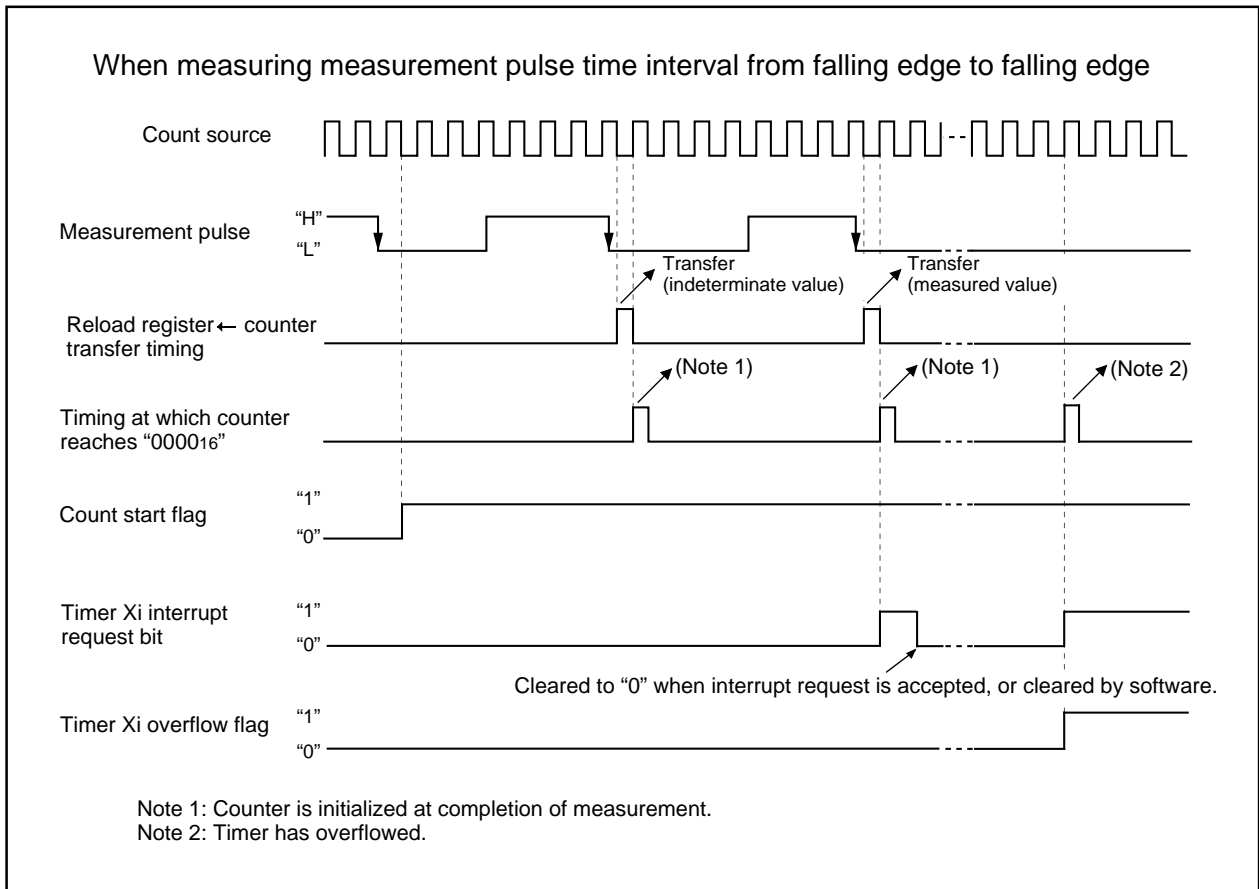 When measuring measurement pulse time interval from falling edge to falling edge
Count source
Measurement pulse
“H”
“L”
Transfer
(indeterminate value)
Transfer
(measured value)
Reload register ← counter
transfer timing
(Note 1)
(Note 1)
(Note 2)
Timing at which counter
reaches “000016”
Count start flag
“1”
“0”
Timer Xi interrupt
request bit
“1”
“0”
Cleared to “0” when interrupt request is accepted, or cleared by software.
Timer Xi overflow flag
“1”
“0”
Note 1: Counter is initialized at completion of measurement.
Note 2: Timer has overflowed.